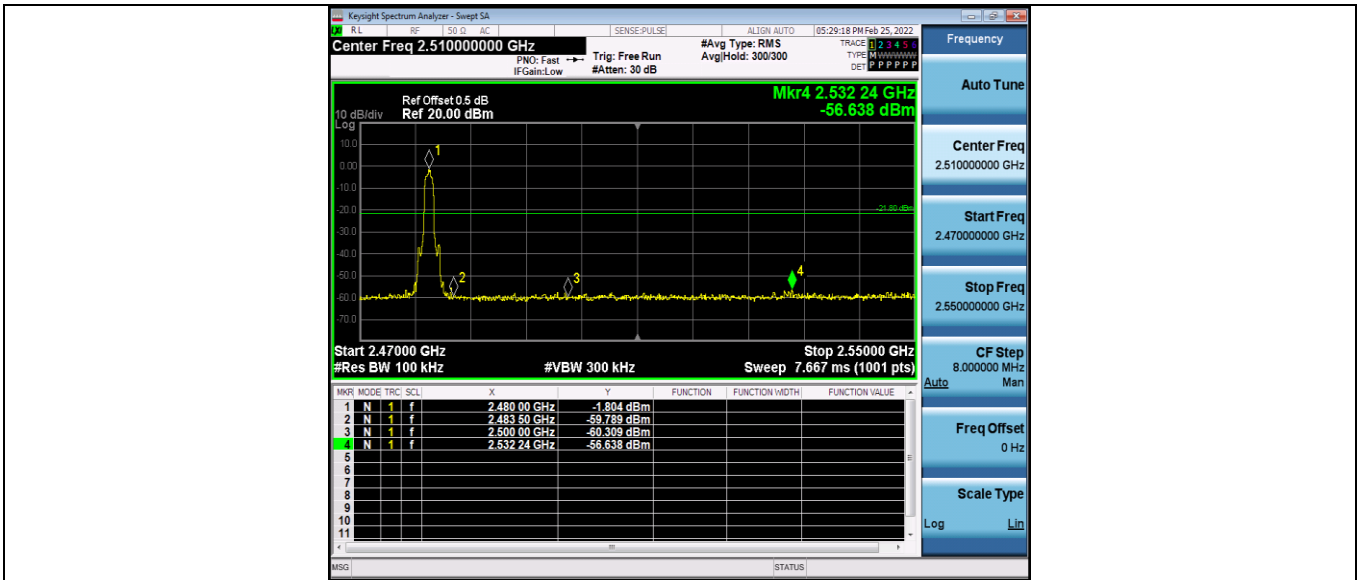 Keysight Spectrum Analyzer - Swept SA
RL RF 50 Ω AC SENSE:PULSE ALIGN AUTO 05:29:18 PM Feb 25, 2022
Center Freq 2.510000000 GHz
PNO: Fast
IFGain:Low
Trig: Free Run
#Atten: 30 dB
#Avg Type: RMS
Avg|Hold: 300/300
TRACE 1 2 3 4 5 6
TYPE M W W W W W
DET P P P P P P
Frequency
Mkr4 2.532 24 GHz
-56.638 dBm
Ref Offset 0.5 dB
10 dB/div Ref 20.00 dBm
Log
10.0
0.00
-10.0
-20.0
-30.0
-40.0
-50.0
-60.0
-70.0
1
2
3
4
-21.80 dBm
Start 2.47000 GHz Stop 2.55000 GHz
#Res BW 100 kHz #VBW 300 kHz Sweep 7.667 ms (1001 pts)
MKR MODE TRC SCL X Y FUNCTION FUNCTION WIDTH FUNCTION VALUE
1 N 1 f 2.480 00 GHz -1.804 dBm
2 N 1 f 2.483 50 GHz -59.789 dBm
3 N 1 f 2.500 00 GHz -60.309 dBm
4 N 1 f 2.532 24 GHz -56.638 dBm
5
6
7
8
9
10
11
MSG STATUS
Auto Tune
Center Freq
2.510000000 GHz
Start Freq
2.470000000 GHz
Stop Freq
2.550000000 GHz
CF Step
8.000000 MHz
Auto Man
Freq Offset
0 Hz
Scale Type
Log Lin